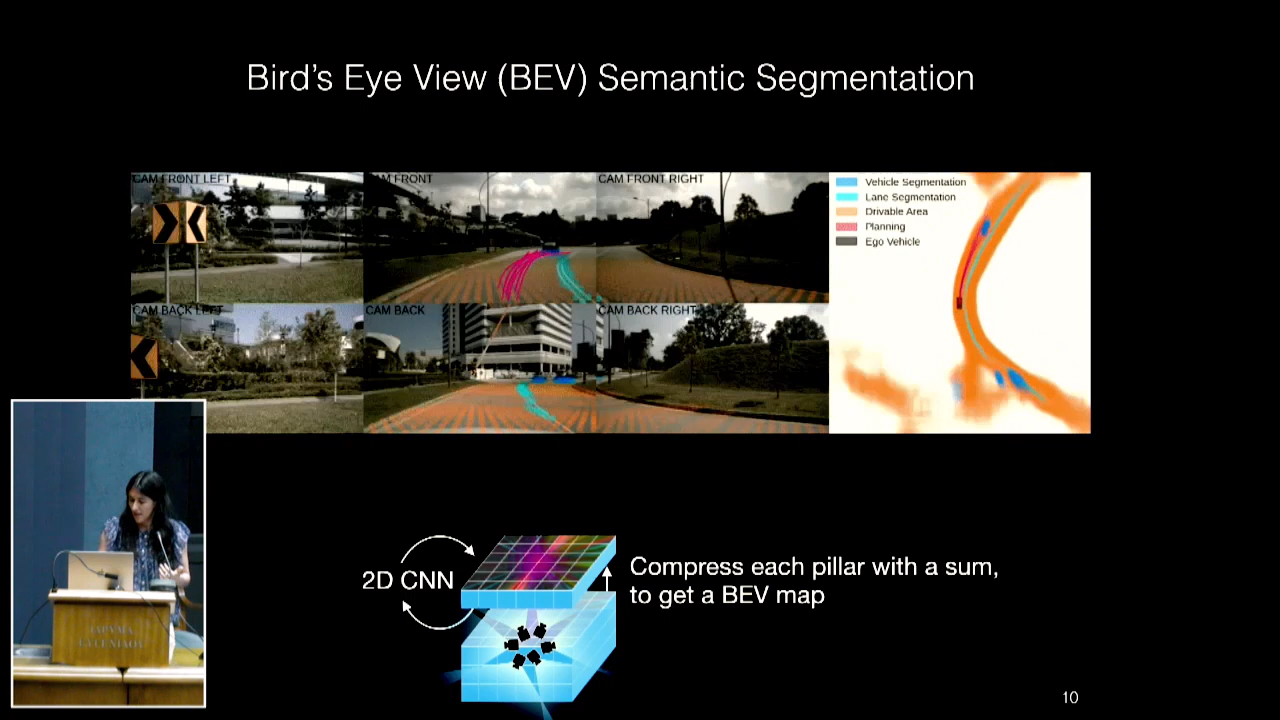 Bird's Eye View (BEV) Semantic Segmentation
CAM FRONT LEFT
CAM FRONT
CAM FRONT RIGHT
Vehicle Segmentation
Lane Segmentation
Drivable Area
Planning
Ego Vehicle
CAM BACK LEFT
CAM BACK
CAM BACK RIGHT
2D CNN
Compress each pillar with a sum,
to get a BEV map
ΙΔΡΥΜΑ
ΕΥΓΕΝΙΔΟΥ
10